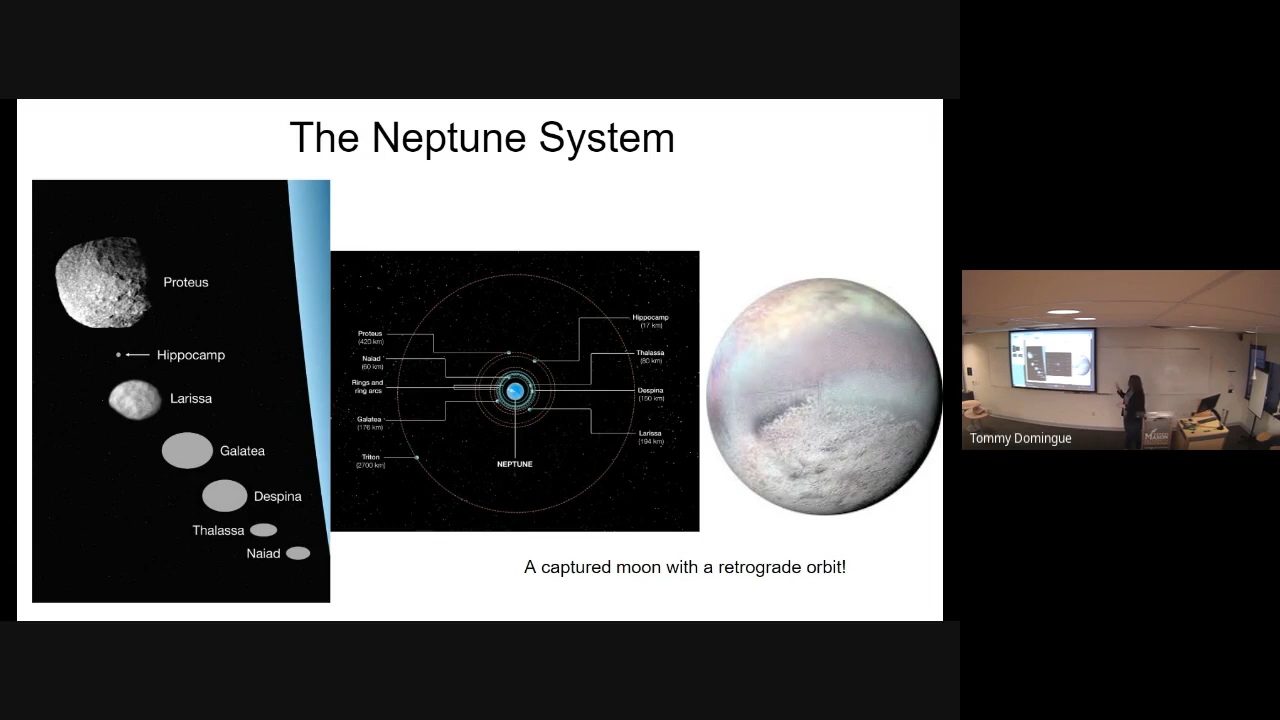 The Neptune System
Proteus
Hippocamp
Larissa
Galatea
Despina
Thalassa
Naiad
Proteus
(420 km)
Naiad
(60 km)
Rings and
ring arcs
Galatea
(176 km)
Triton
(2700 km)
NEPTUNE
Hippocamp
(17 km)
Thalassa
(80 km)
Despina
(150 km)
Larissa
(194 km)
A captured moon with a retrograde orbit!
Tommy Domingue
MASON